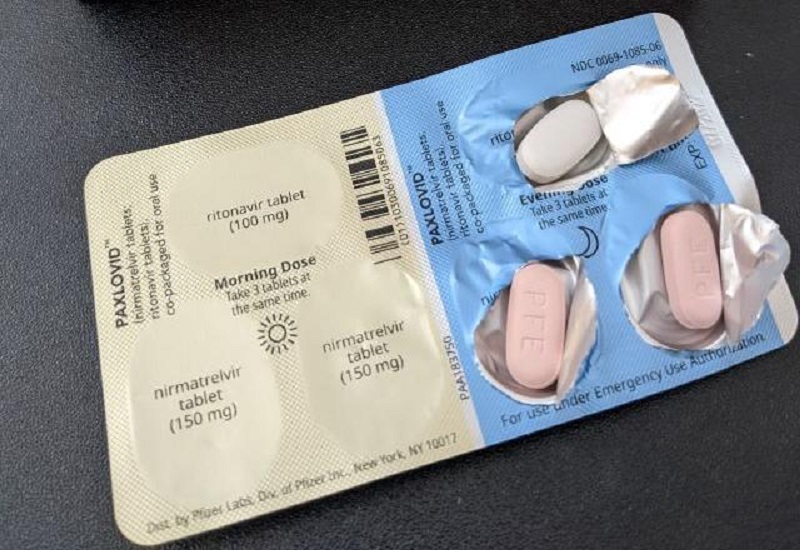 PAXLOVID™
(nirmatrelvir tablets;
ritonavir tablets),
co-packaged for oral use
ritonavir tablet
(100 mg)
Morning Dose
Take 3 tablets at
the same time.
nirmatrelvir
tablet
(150 mg)
nirmatrelvir
tablet
(150 mg)
Dist. by Pfizer Labs, Div. of Pfizer Inc., New York, NY 10017
PAXLOVID™
(nirmatrelvir tablets;
ritonavir tablets),
co-packaged for oral use
NDC 0069-1085-06
only
Evening Dose
Take 3 tablets at
the same time.
EXP
PFE
PFE
PAA183750
For use under Emergency Use Authorization.